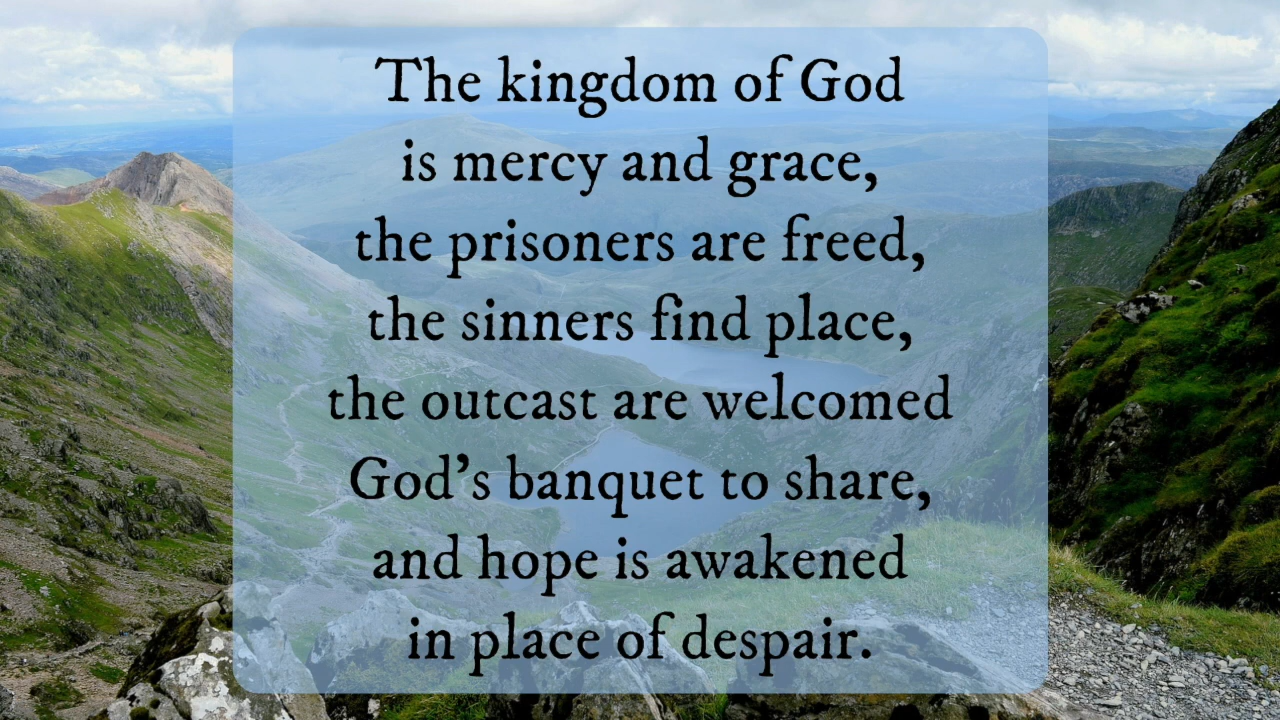 The kingdom of God
is mercy and grace,
the prisoners are freed,
the sinners find place,
the outcast are welcomed
God’s banquet to share,
and hope is awakened
in place of despair.